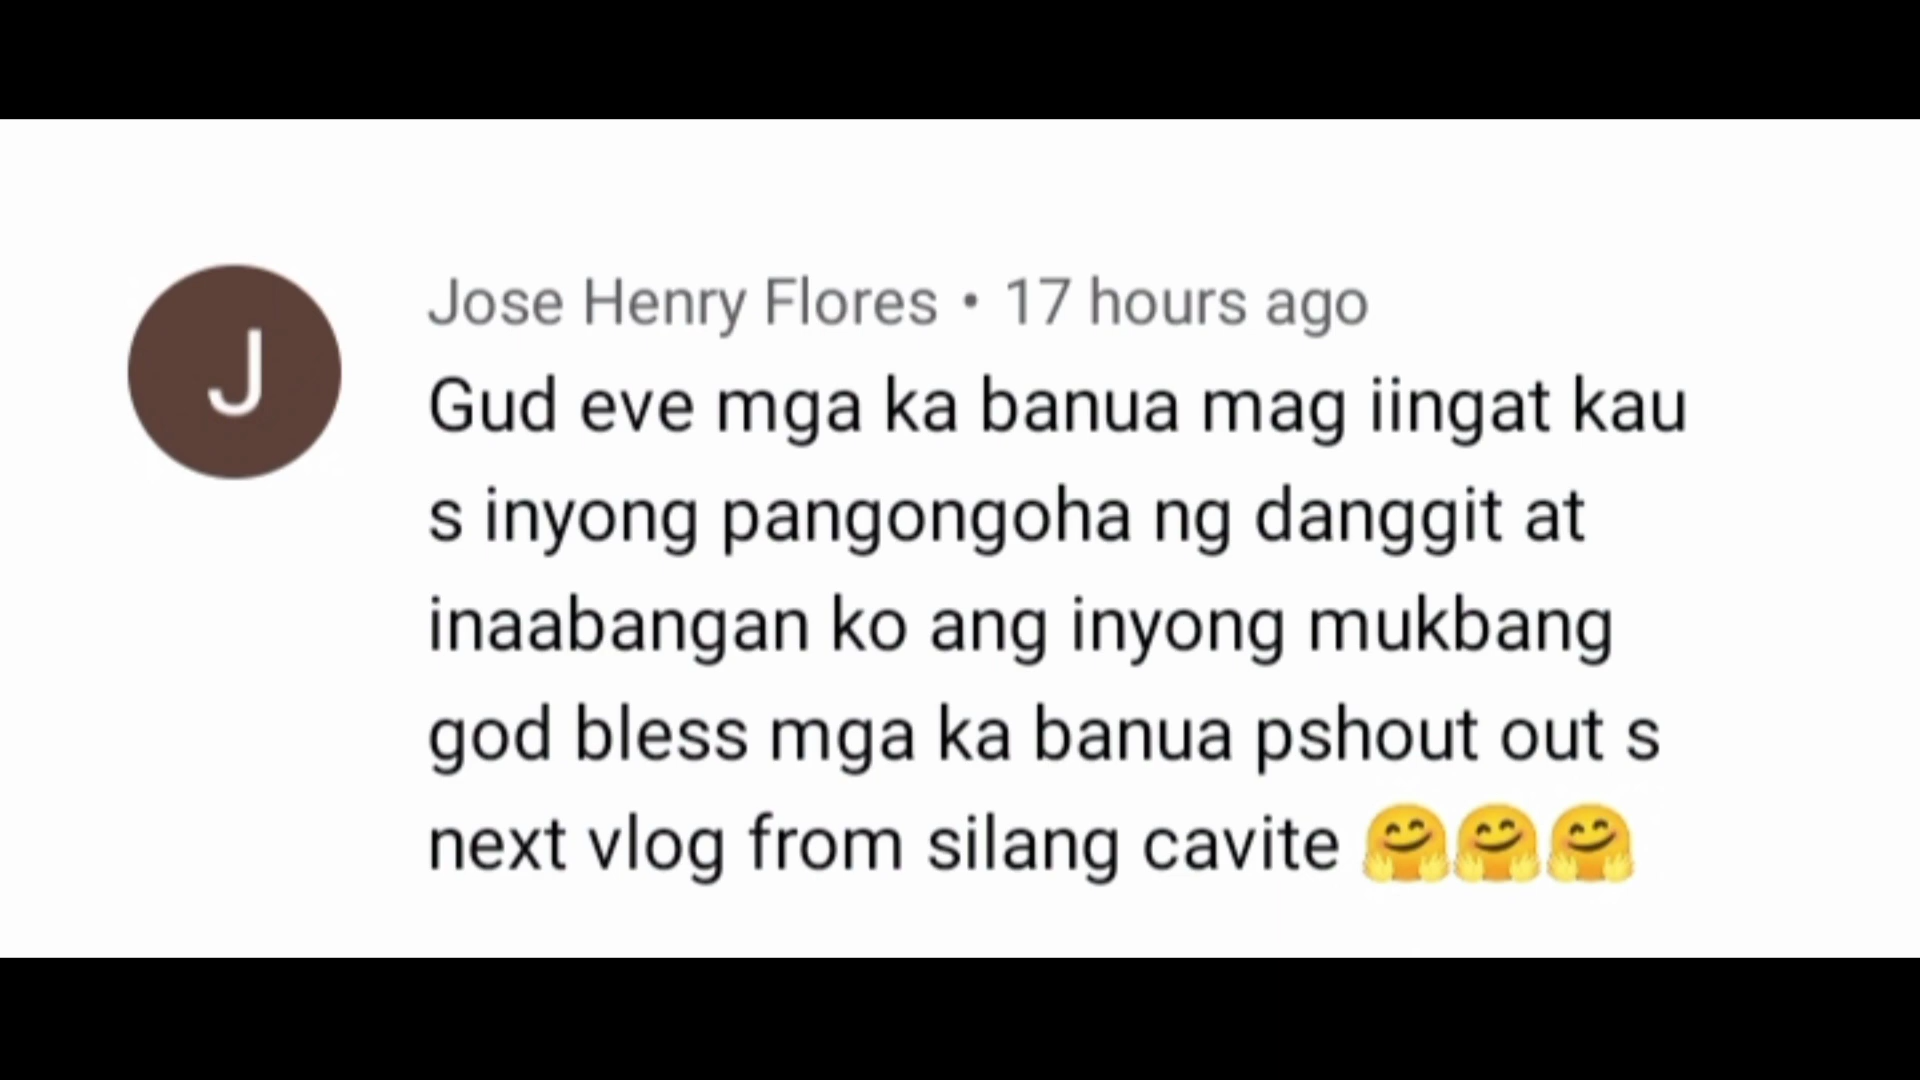 J
Jose Henry Flores • 17 hours ago
Gud eve mga ka banua mag iingat kau
s inyong pangongoha ng danggit at
inaabangan ko ang inyong mukbang
god bless mga ka banua pshout out s
next vlog from silang cavite 🤗🤗🤗